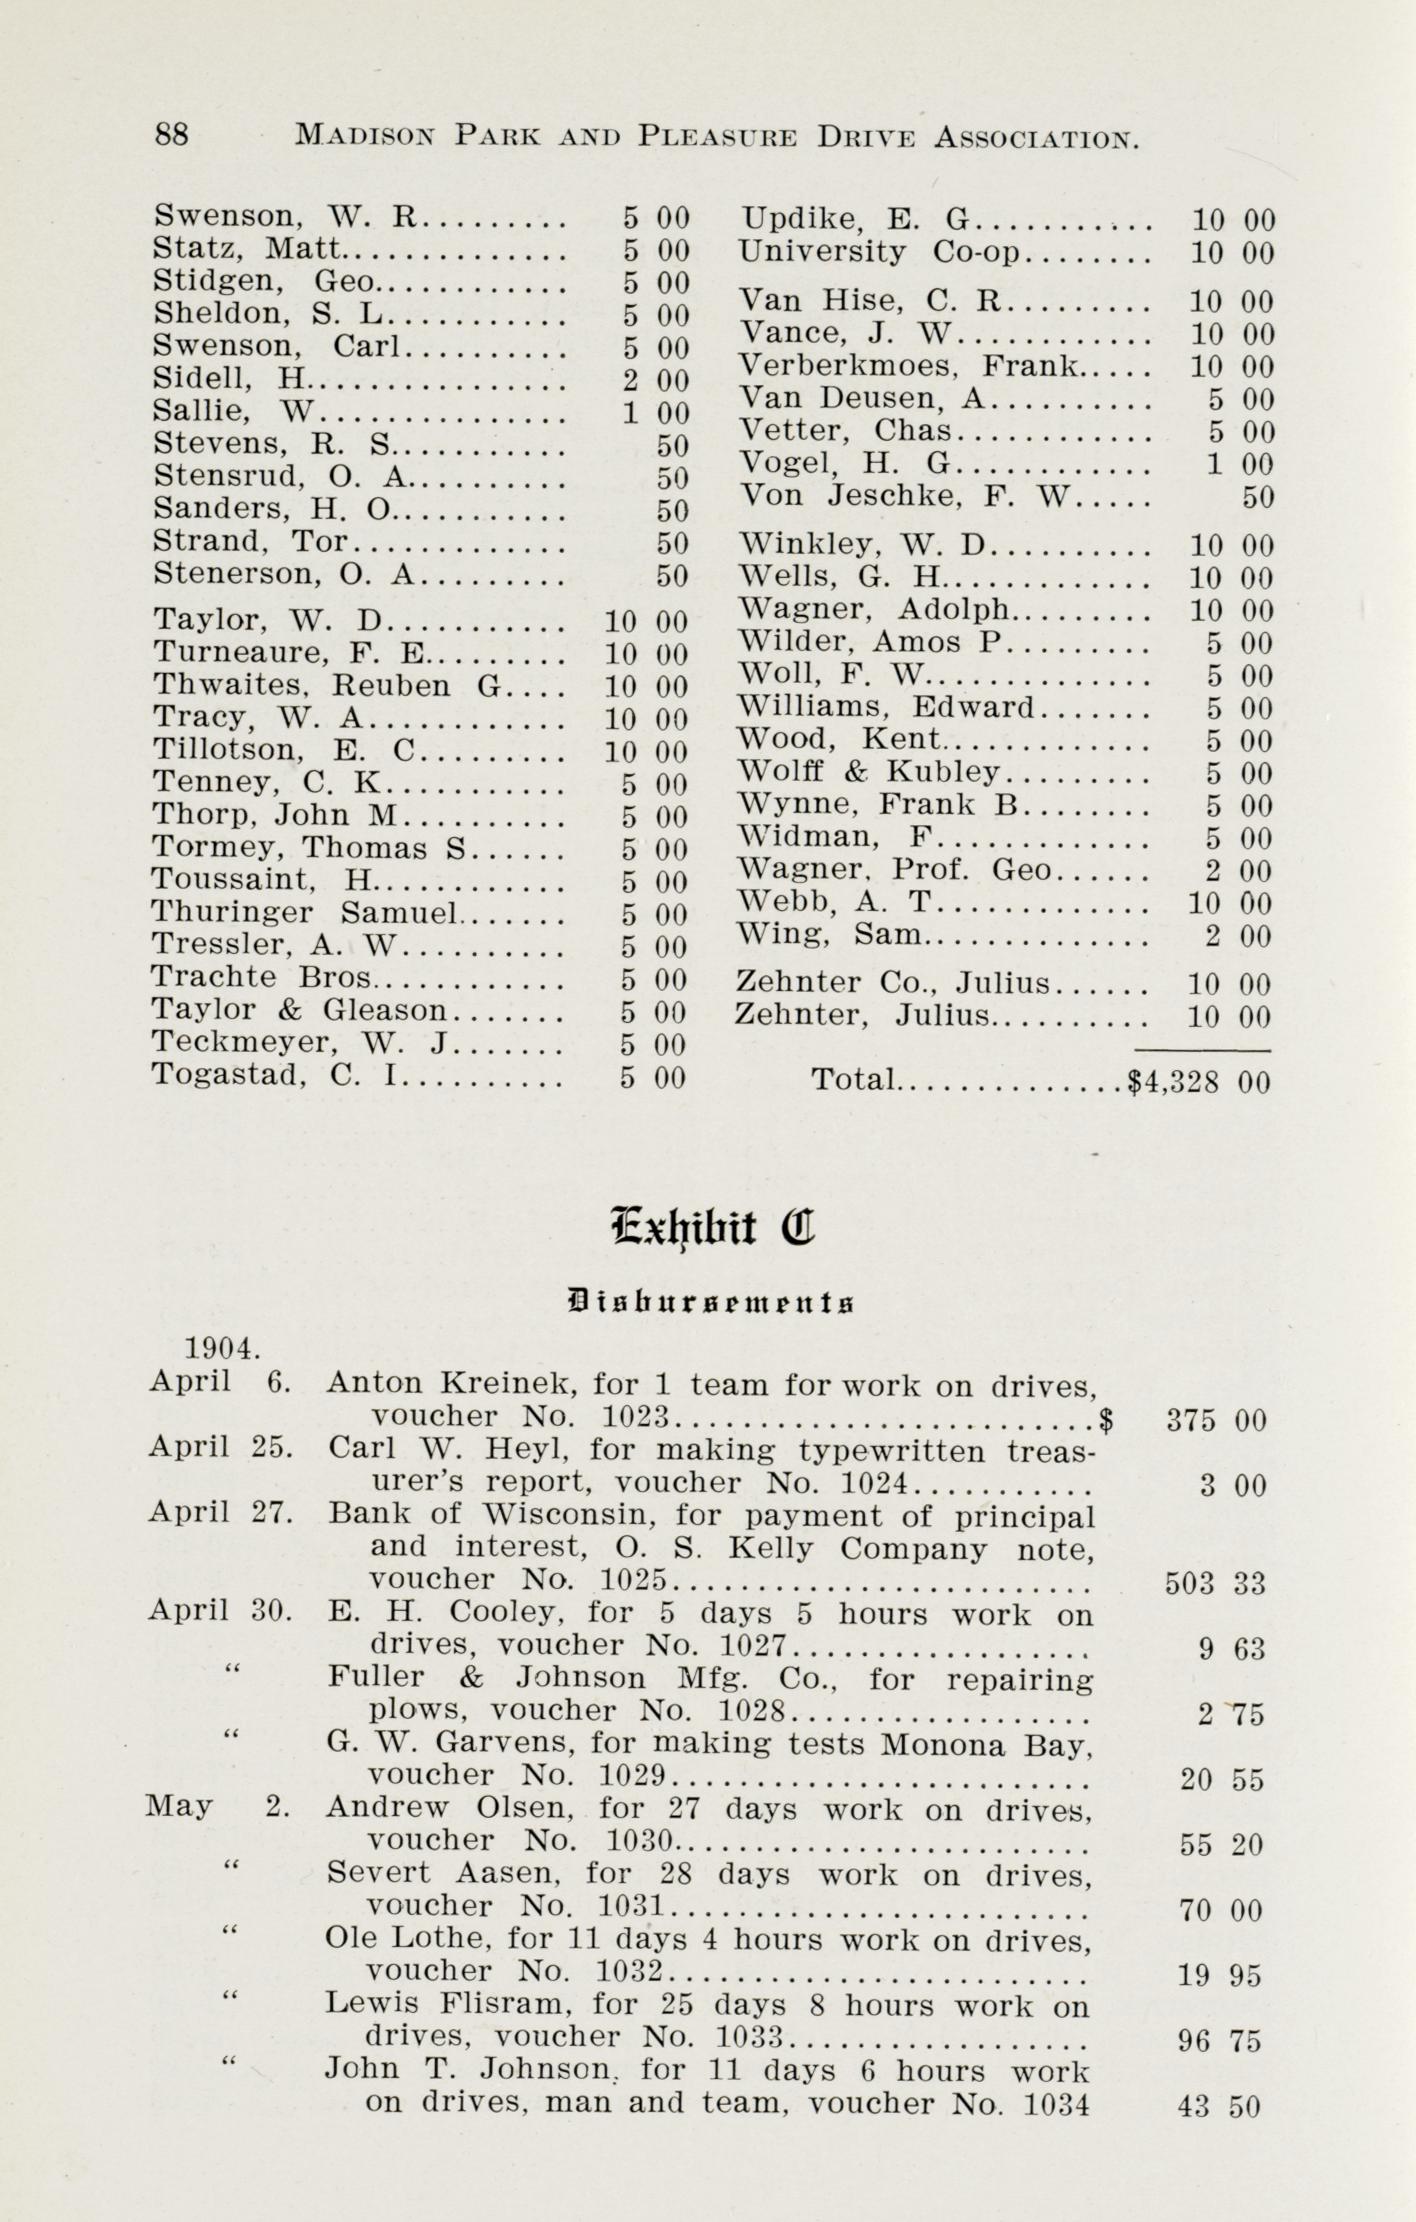 88 MADISON PARK AND PLEASURE DRIVE ASSOCIATION.
Swenson, W. R......... 5 00
Statz, Matt.............. 5 00
Stidgen, Geo............ 5 00
Sheldon, S. L........... 5 00
Swenson, Carl.......... 5 00
Sidell, H................ 2 00
Sallie, W............... 1 00
Stevens, R. S........... 50
Stensrud, O. A.......... 50
Sanders, H. O........... 50
Strand, Tor............. 50
Stenerson, O. A......... 50
Taylor, W. D........... 10 00
Turneaure, F. E......... 10 00
Thwaites, Reuben G.... 10 00
Tracy, W. A............ 10 00
Tillotson, E. C......... 10 00
Tenney, C. K........... 5 00
Thorp, John M.......... 5 00
Tormey, Thomas S...... 5 00
Toussaint, H............ 5 00
Thuringer Samuel....... 5 00
Tressler, A. W.......... 5 00
Trachte Bros............ 5 00
Taylor & Gleason....... 5 00
Teckmeyer, W. J....... 5 00
Togastad, C. I.......... 5 00
Updike, E. G........... 10 00
University Co-op........ 10 00
Van Hise, C. R......... 10 00
Vance, J. W............ 10 00
Verberkmoes, Frank..... 10 00
Van Deusen, A.......... 5 00
Vetter, Chas............ 5 00
Vogel, H. G............ 1 00
Von Jeschke, F. W..... 50
Winkley, W. D.......... 10 00
Wells, G. H............. 10 00
Wagner, Adolph......... 10 00
Wilder, Amos P......... 5 00
Woll, F. W.............. 5 00
Williams, Edward....... 5 00
Wood, Kent............. 5 00
Wolff & Kubley......... 5 00
Wynne, Frank B........ 5 00
Widman, F............. 5 00
Wagner, Prof. Geo...... 2 00
Webb, A. T............. 10 00
Wing, Sam.............. 2 00
Zehnter Co., Julius...... 10 00
Zehnter, Julius.......... 10 00
Total..............$4,328 00
Exhibit C
Disbursements
1904.
April 6. Anton Kreinek, for 1 team for work on drives,
voucher No. 1023.........................$ 375 00
April 25. Carl W. Heyl, for making typewritten treas-
urer's report, voucher No. 1024........... 3 00
April 27. Bank of Wisconsin, for payment of principal
and interest, O. S. Kelly Company note,
voucher No. 1025......................... 503 33
April 30. E. H. Cooley, for 5 days 5 hours work on
drives, voucher No. 1027.................. 9 63
“ Fuller & Johnson Mfg. Co., for repairing
plows, voucher No. 1028.................. 2 75
“ G. W. Garvens, for making tests Monona Bay,
voucher No. 1029......................... 20 55
May 2. Andrew Olsen, for 27 days work on drives,
voucher No. 1030......................... 55 20
“ Severt Aasen, for 28 days work on drives,
voucher No. 1031......................... 70 00
“ Ole Lothe, for 11 days 4 hours work on drives,
voucher No. 1032......................... 19 95
“ Lewis Flisram, for 25 days 8 hours work on
drives, voucher No. 1033.................. 96 75
“ John T. Johnson, for 11 days 6 hours work
on drives, man and team, voucher No. 1034 43 50